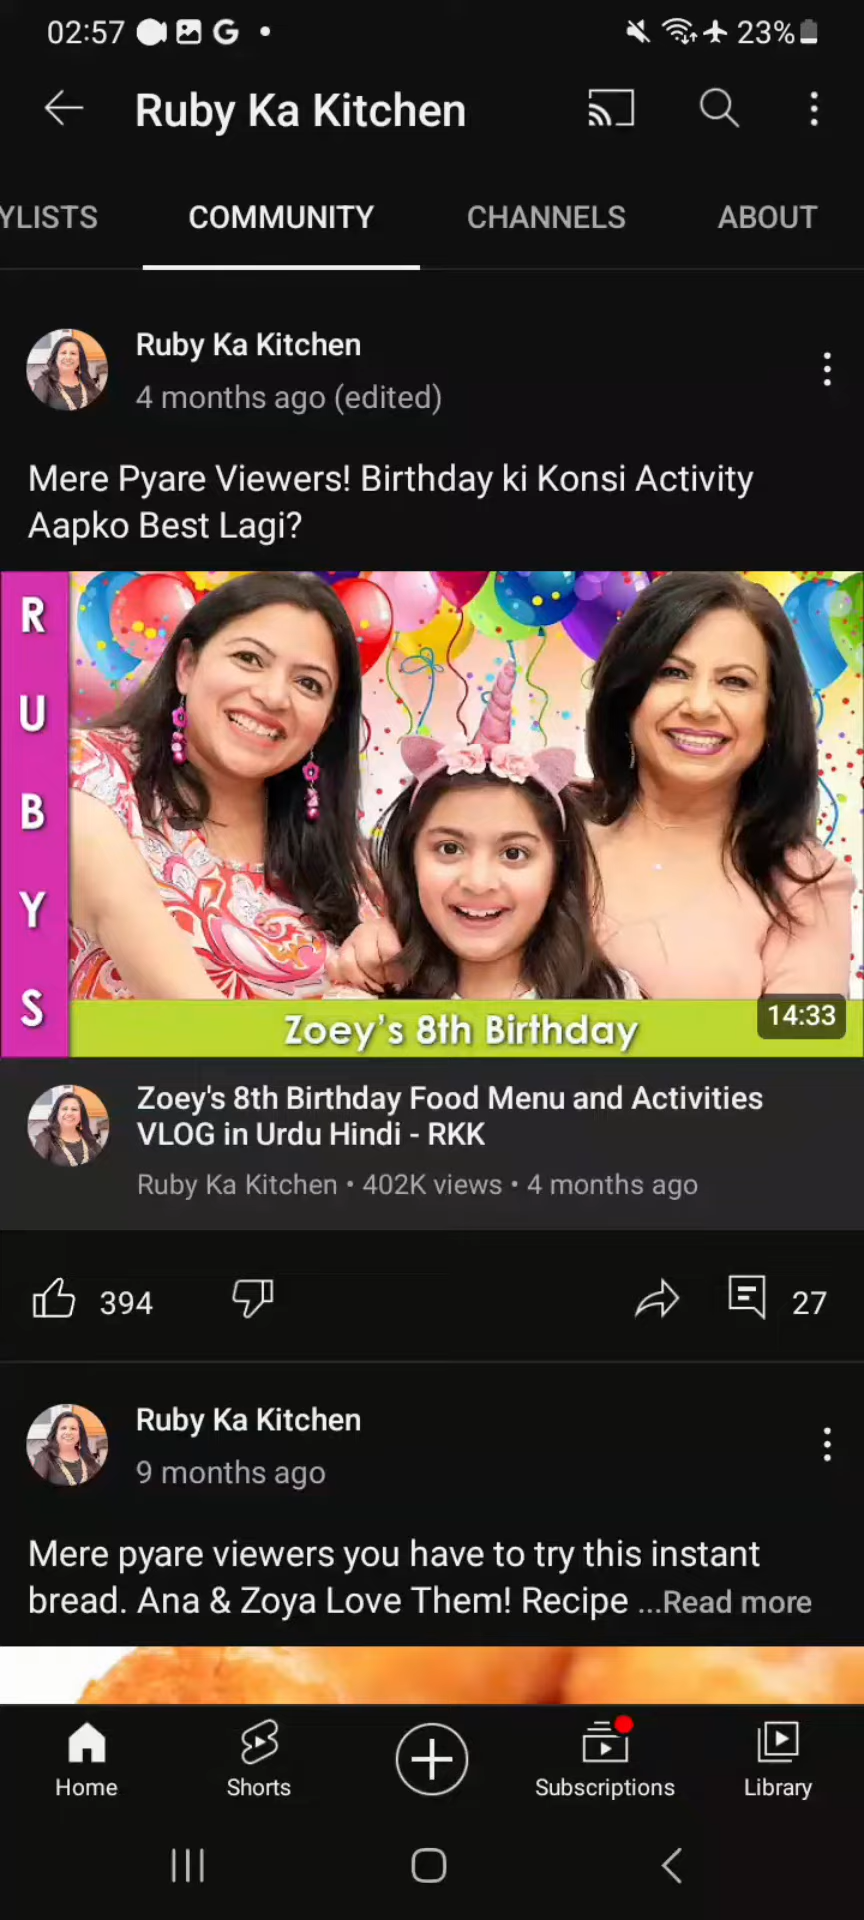 02:57
23%
Ruby Ka Kitchen
YLISTS COMMUNITY CHANNELS ABOUT
Ruby Ka Kitchen
4 months ago (edited)
Mere Pyare Viewers! Birthday ki Konsi Activity
Aapko Best Lagi?
RUBYS
Zoey's 8th Birthday
14:33
Zoey's 8th Birthday Food Menu and Activities
VLOG in Urdu Hindi - RKK
Ruby Ka Kitchen • 402K views • 4 months ago
394
27
Ruby Ka Kitchen
9 months ago
Mere pyare viewers you have to try this instant
bread. Ana & Zoya Love Them! Recipe ...Read more
Home Shorts Subscriptions Library